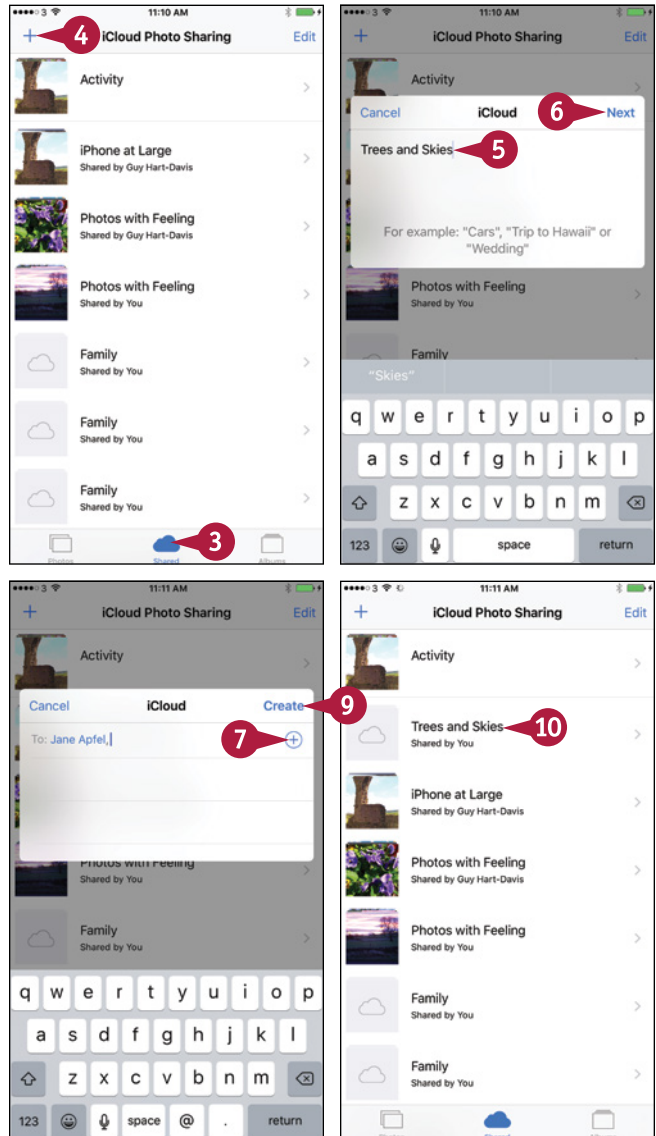 3 11:10 AM
4 iCloud Photo Sharing Edit
Activity
iPhone at Large
Shared by Guy Hart-Davis
Photos with Feeling
Shared by Guy Hart-Davis
Photos with Feeling
Shared by You
Family
Shared by You
Family
Shared by You
Family
Shared by You
3
Photos Shared Albums
3 11:10 AM
iCloud Photo Sharing Edit
Activity
Cancel iCloud 6 Next
Trees and Skies 5
For example: "Cars", "Trip to Hawaii" or
"Wedding"
Photos with Feeling
Shared by You
Family
"Skies"
q w e r t y u i o p
a s d f g h j k l
z x c v b n m
123 space return
3 11:11 AM
iCloud Photo Sharing Edit
Activity
Cancel iCloud Create 9
To: Jane Apfel, 7
Photos with Feeling
Shared by You
Family
Shared by You
q w e r t y u i o p
a s d f g h j k l
z x c v b n m
123 space @ . return
3 11:11 AM
iCloud Photo Sharing Edit
Activity
Trees and Skies 10
Shared by You
iPhone at Large
Shared by Guy Hart-Davis
Photos with Feeling
Shared by Guy Hart-Davis
Photos with Feeling
Shared by You
Family
Shared by You
Family
Shared by You